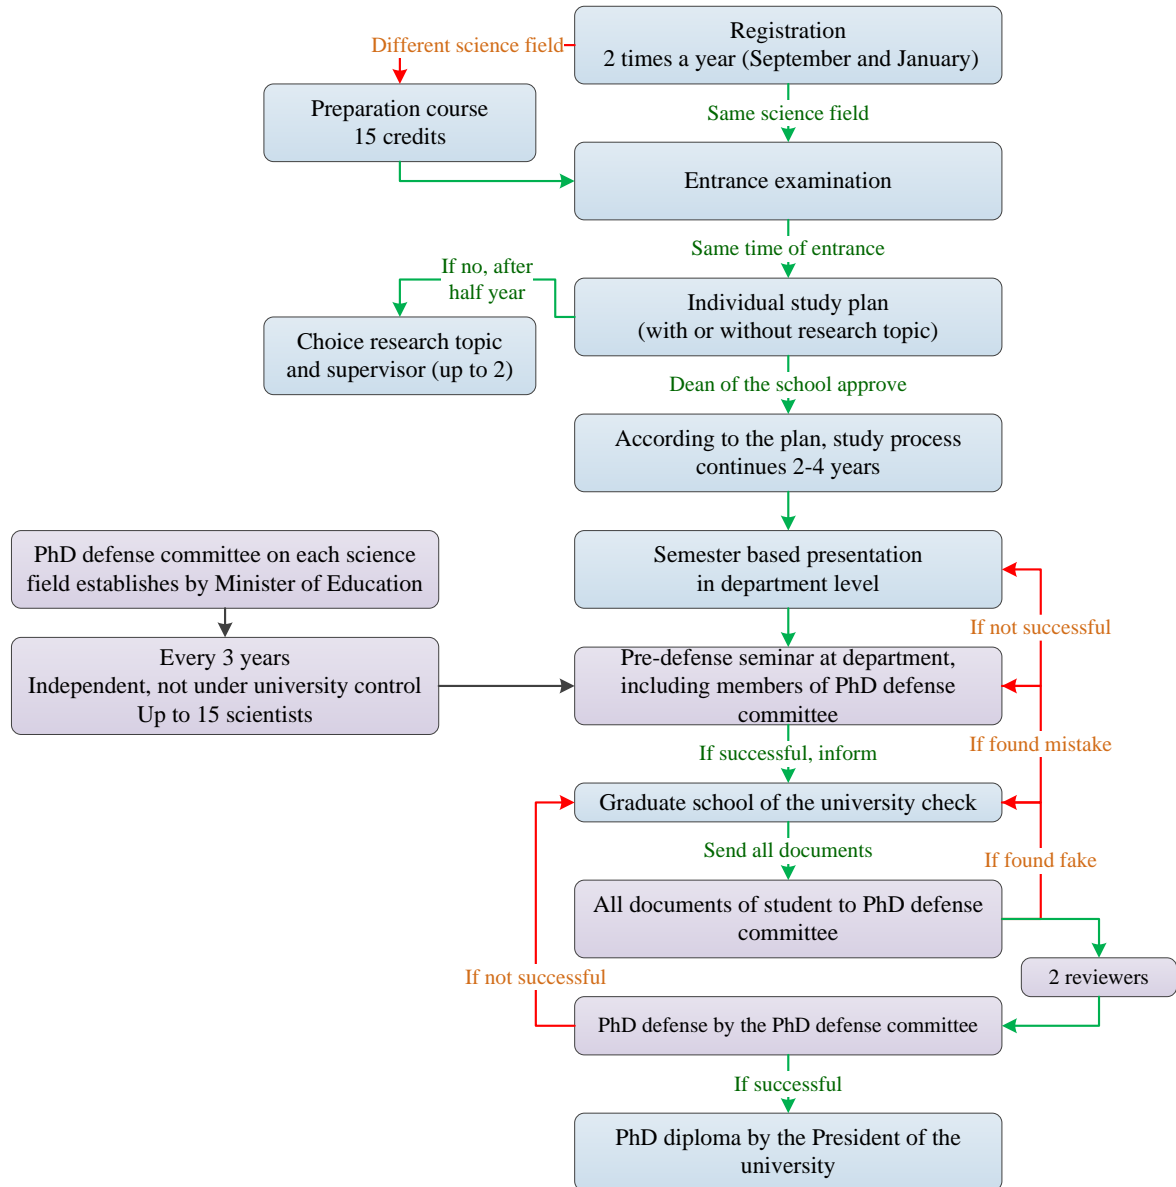 Registration
2 times a year (September and January)
Different science field
Preparation course
15 credits
Same science field
Entrance examination
Same time of entrance
If no, after
half year
Individual study plan
(with or without research topic)
Choice research topic
and supervisor (up to 2)
Dean of the school approve
According to the plan, study process
continues 2-4 years
PhD defense committee on each science
field establishes by Minister of Education
Semester based presentation
in department level
If not successful
Every 3 years
Independent, not under university control
Up to 15 scientists
Pre-defense seminar at department,
including members of PhD defense
committee
If successful, inform
If found mistake
Graduate school of the university check
Send all documents
If found fake
All documents of student to PhD defense
committee
If not successful
2 reviewers
PhD defense by the PhD defense committee
If successful
PhD diploma by the President of the
university